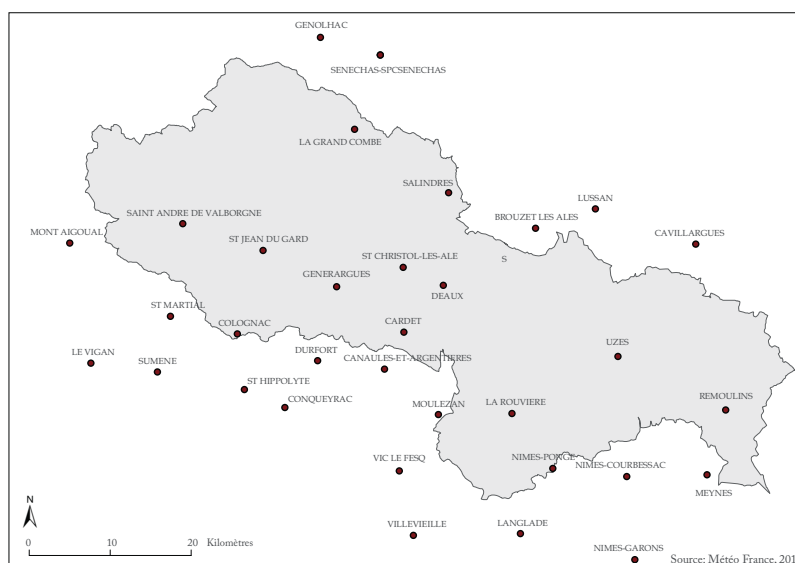 GENOLHAC
SENECHAS-SPCSENECHAS
LA GRAND COMBE
SALINDRES
LUSSAN
SAINT ANDRE DE VALBORGNE
BROUZET LES ALES
MONT AIGOUAL
ST JEAN DU GARD
CAVILLARGUES
ST CHRISTOL-LES-ALE
S
GENERARGUES
DEAUX
ST MARTIAL
COLOGNAC
CARDET
UZES
LE VIGAN
SUMENE
DURFORT
CANAULES-ET-ARGENTIERES
ST HIPPOLYTE
CONQUEYRAC
MOULEZAN
LA ROUVIERE
REMOULINS
VIC LE FESQ
NIMES-PONGE
NIMES-COURBESSAC
MEYNES
N
VILLEVIEILLE
LANGLADE
0 10 20 Kilomètres
NIMES-GARONS
Source: Météo France, 201